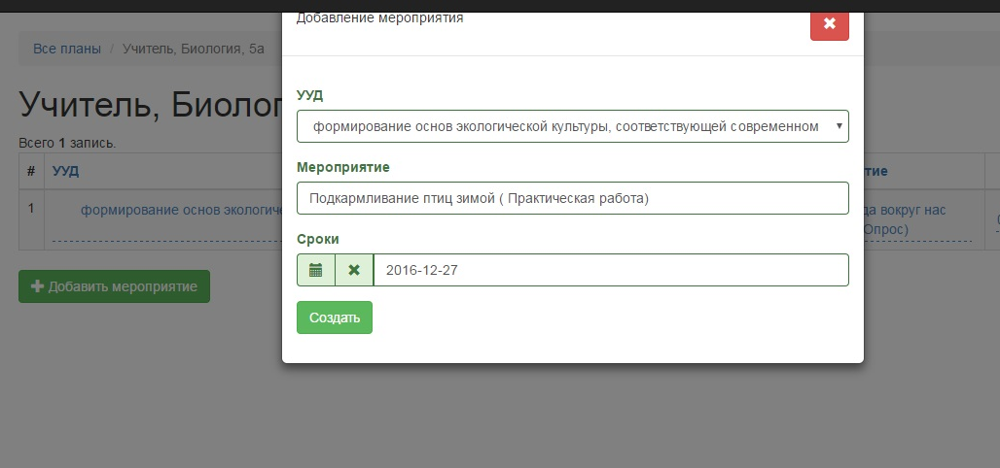 Добавление мероприятия
Все планы / Учитель, Биология, 5а
Учитель, Биолог
Всего 1 запись.
# УУД
тие
1 формирование основ экологиче
да вокруг нас
Опрос)
Добавить мероприятие
УУД
формирование основ экологической культуры, соответствующей современном
Мероприятие
Подкармливание птиц зимой ( Практическая работа)
Сроки
2016-12-27
Создать